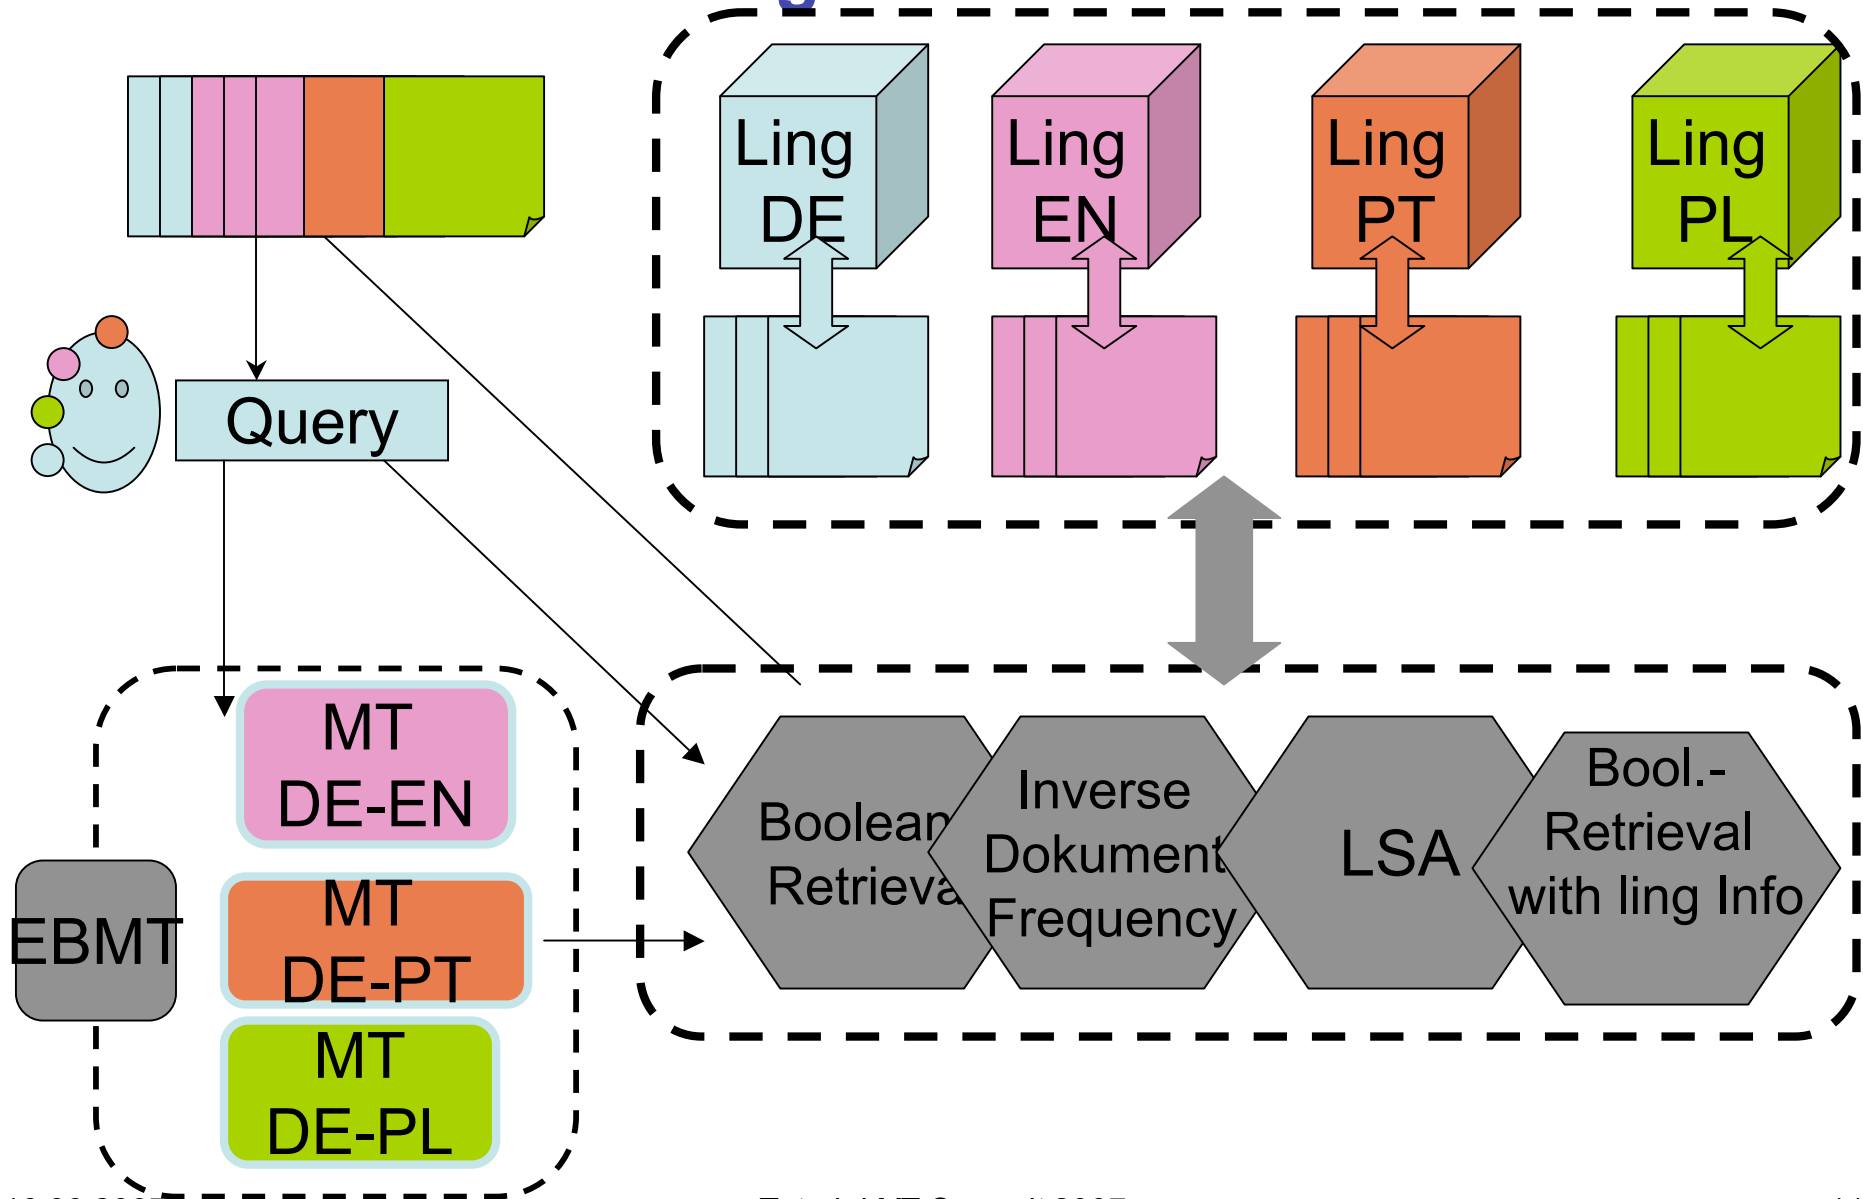 Ling
DE
Ling
EN
Ling
PT
Ling
PL
Query
MT
DE-EN
MT
DE-PT
MT
DE-PL
EBMT
Boolean
Retrieva
Inverse
Dokument
Frequency
LSA
Bool.-
Retrieval
with ling Info